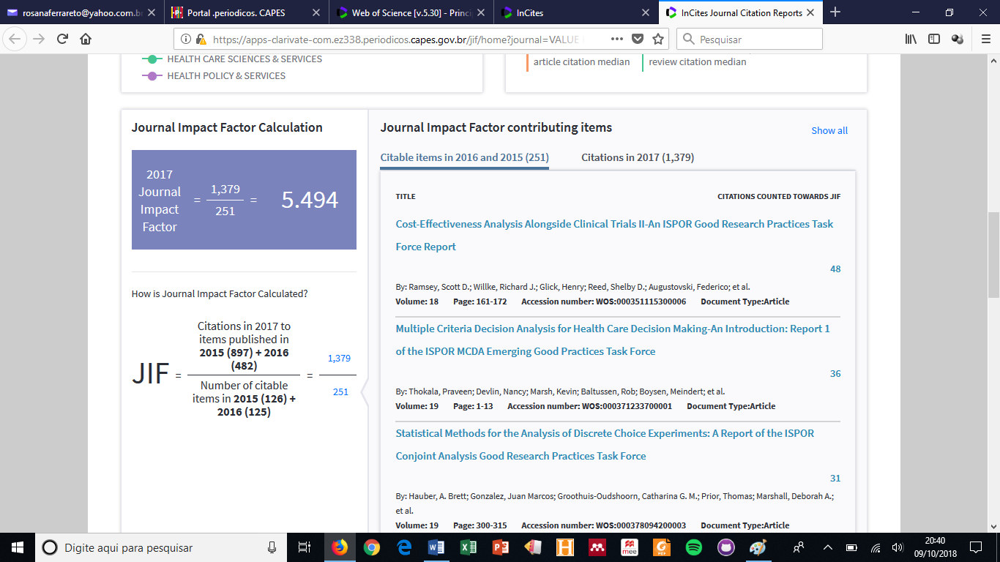 rosanaferrareto@yahoo.com.br
Portal .periodicos. CAPES
Web of Science [v.5.30] - Princip
InCites
InCites Journal Citation Reports
https://apps-clarivate-com.ez338.periodicos.capes.gov.br/jif/home?journal=VALUE
Pesquisar
HEALTH CARE SCIENCES & SERVICES
HEALTH POLICY & SERVICES
article citation median
review citation median
Journal Impact Factor Calculation
2017
Journal
Impact
Factor
= 1,379
251
= 5.494
How is Journal Impact Factor Calculated?
JIF =
Citations in 2017 to
items published in
2015 (897) + 2016
(482)
Number of citable
items in 2015 (126) +
2016 (125)
=
1,379
251
Journal Impact Factor contributing items
Show all
Citable items in 2016 and 2015 (251)
Citations in 2017 (1,379)
TITLE
CITATIONS COUNTED TOWARDS JIF
Cost-Effectiveness Analysis Alongside Clinical Trials II-An ISPOR Good Research Practices Task
Force Report
48
By: Ramsey, Scott D.; Willke, Richard J.; Glick, Henry; Reed, Shelby D.; Augustovski, Federico; et al.
Volume: 18 Page: 161-172 Accession number: WOS:000351115300006 Document Type:Article
Multiple Criteria Decision Analysis for Health Care Decision Making-An Introduction: Report 1
of the ISPOR MCDA Emerging Good Practices Task Force
36
By: Thokala, Praveen; Devlin, Nancy; Marsh, Kevin; Baltussen, Rob; Boysen, Meindert; et al.
Volume: 19 Page: 1-13 Accession number: WOS:000371233700001 Document Type:Article
Statistical Methods for the Analysis of Discrete Choice Experiments: A Report of the ISPOR
Conjoint Analysis Good Research Practices Task Force
31
By: Hauber, A. Brett; Gonzalez, Juan Marcos; Groothuis-Oudshoorn, Catharina G. M.; Prior, Thomas; Marshall, Deborah A.;
et al.
Volume: 19 Page: 300-315 Accession number: WOS:000378094200003 Document Type:Article
Digite aqui para pesquisar
mee
PDF
20:40
09/10/2018